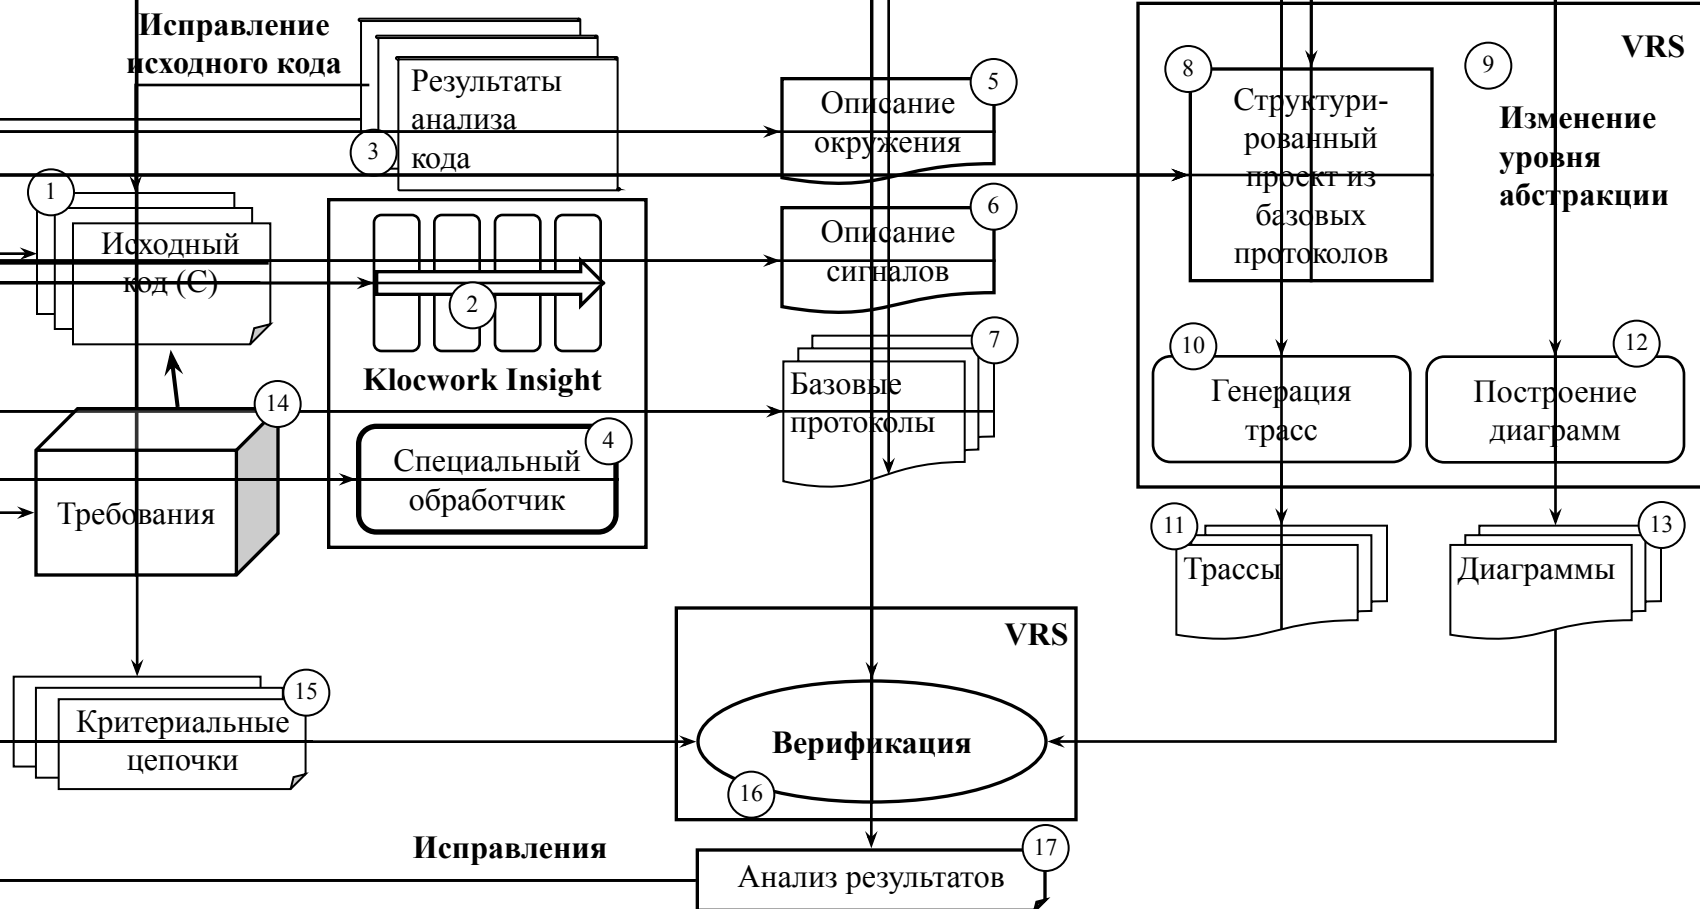 Исправление
исходного кода
Результаты
анализа
кода
3
1
Исходный
код (С)
2
Klocwork Insight
4
Специальный
обработчик
14
Требования
15
Критериальные
цепочки
5
Описание
окружения
6
Описание
сигналов
7
Базовые
протоколы
VRS
8
Структури-
рованный
проект из
базовых
протоколов
9
Изменение
уровня
абстракции
10
Генерация
трасс
12
Построение
диаграмм
11
Трассы
13
Диаграммы
VRS
Верификация
16
Исправления
17
Анализ результатов